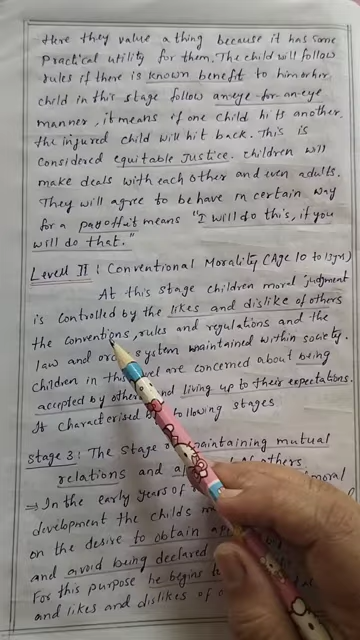 Here they value a thing because it has some
Practical utility for them. The child will follow
rules if there is known benefit to him or her
child in this stage follow an eye-for-an eye
manner, it means if one child hits another.
the injured child will hit back. This is
considered equitable Justice. children will
make deals with each other and even adults.
They will agree to behave in certain way
for a payoffit means "I will do this, if you
will do that."
Level II : Conventional Morality (Age 10 to 13yrs)
At this stage children moral judgment
is controlled by the likes and dislike of others
the conventions, rules and regulations and the
law and order system maintained within society.
children in this level are concerned about being
accepted by others and living up to their expectations.
It characterised by following stages
Stage 3 : The Stage of maintaining mutual
relations and of others
⇒ In the early years of moral
development the child's
on the desire to obtain
and avoid being declared
For this purpose he begins
and likes and dislikes of